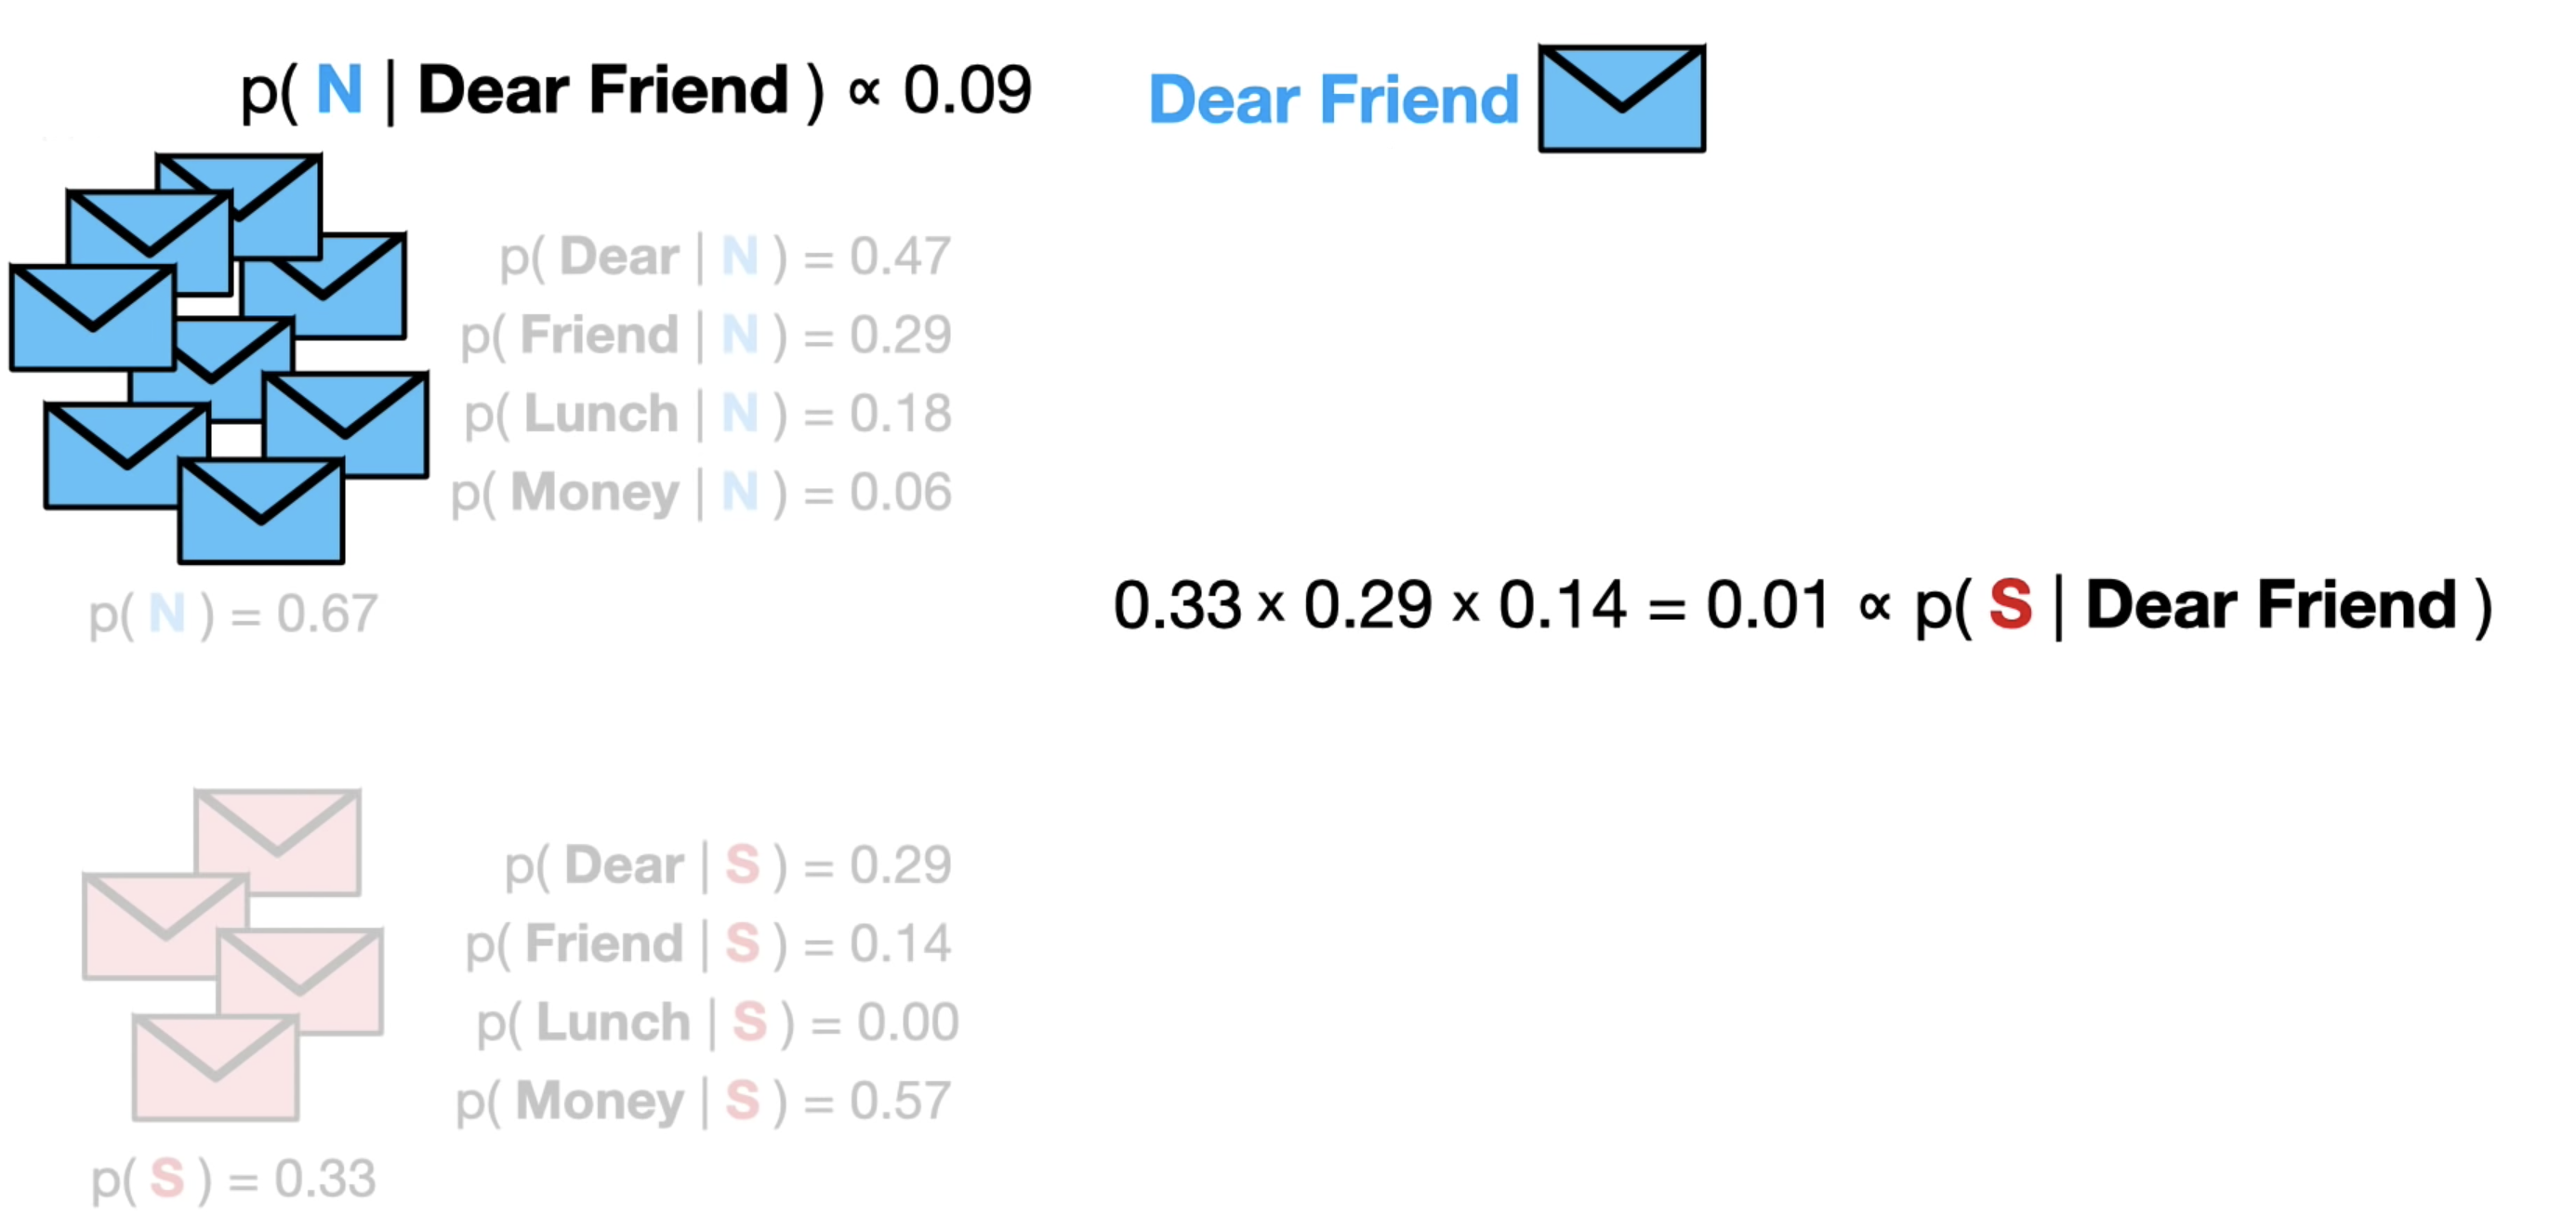 p( N | Dear Friend ) ∝ 0.09
Dear Friend
p( Dear | N ) = 0.47
p( Friend | N ) = 0.29
p( Lunch | N ) = 0.18
p( Money | N ) = 0.06
p( N ) = 0.67
0.33 x 0.29 x 0.14 = 0.01 ∝ p( S | Dear Friend )
p( Dear | S ) = 0.29
p( Friend | S ) = 0.14
p( Lunch | S ) = 0.00
p( Money | S ) = 0.57
p( S ) = 0.33